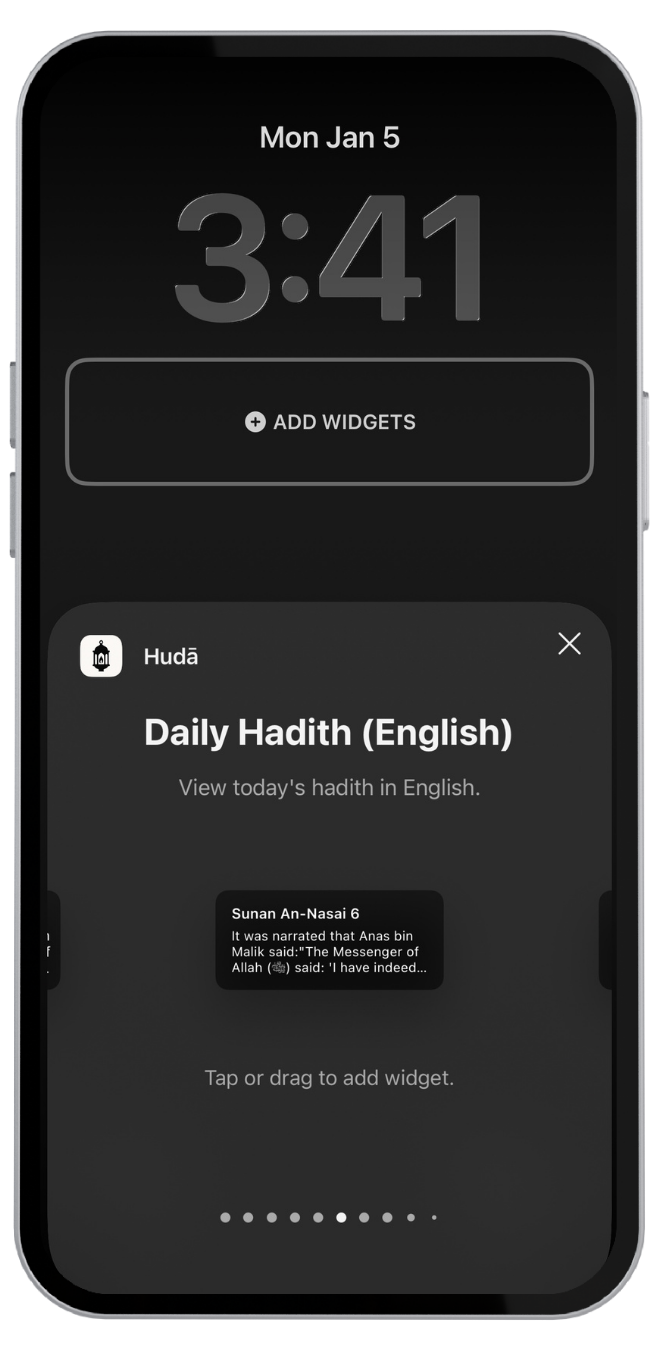 Mon Jan 5
3:41
ADD WIDGETS
Hudā
Daily Hadith (English)
View today's hadith in English.
Sunan An-Nasai 6
It was narrated that Anas bin
Malik said:"The Messenger of
Allah (ﷺ) said: 'I have indeed...
n
f
.
Tap or drag to add widget.